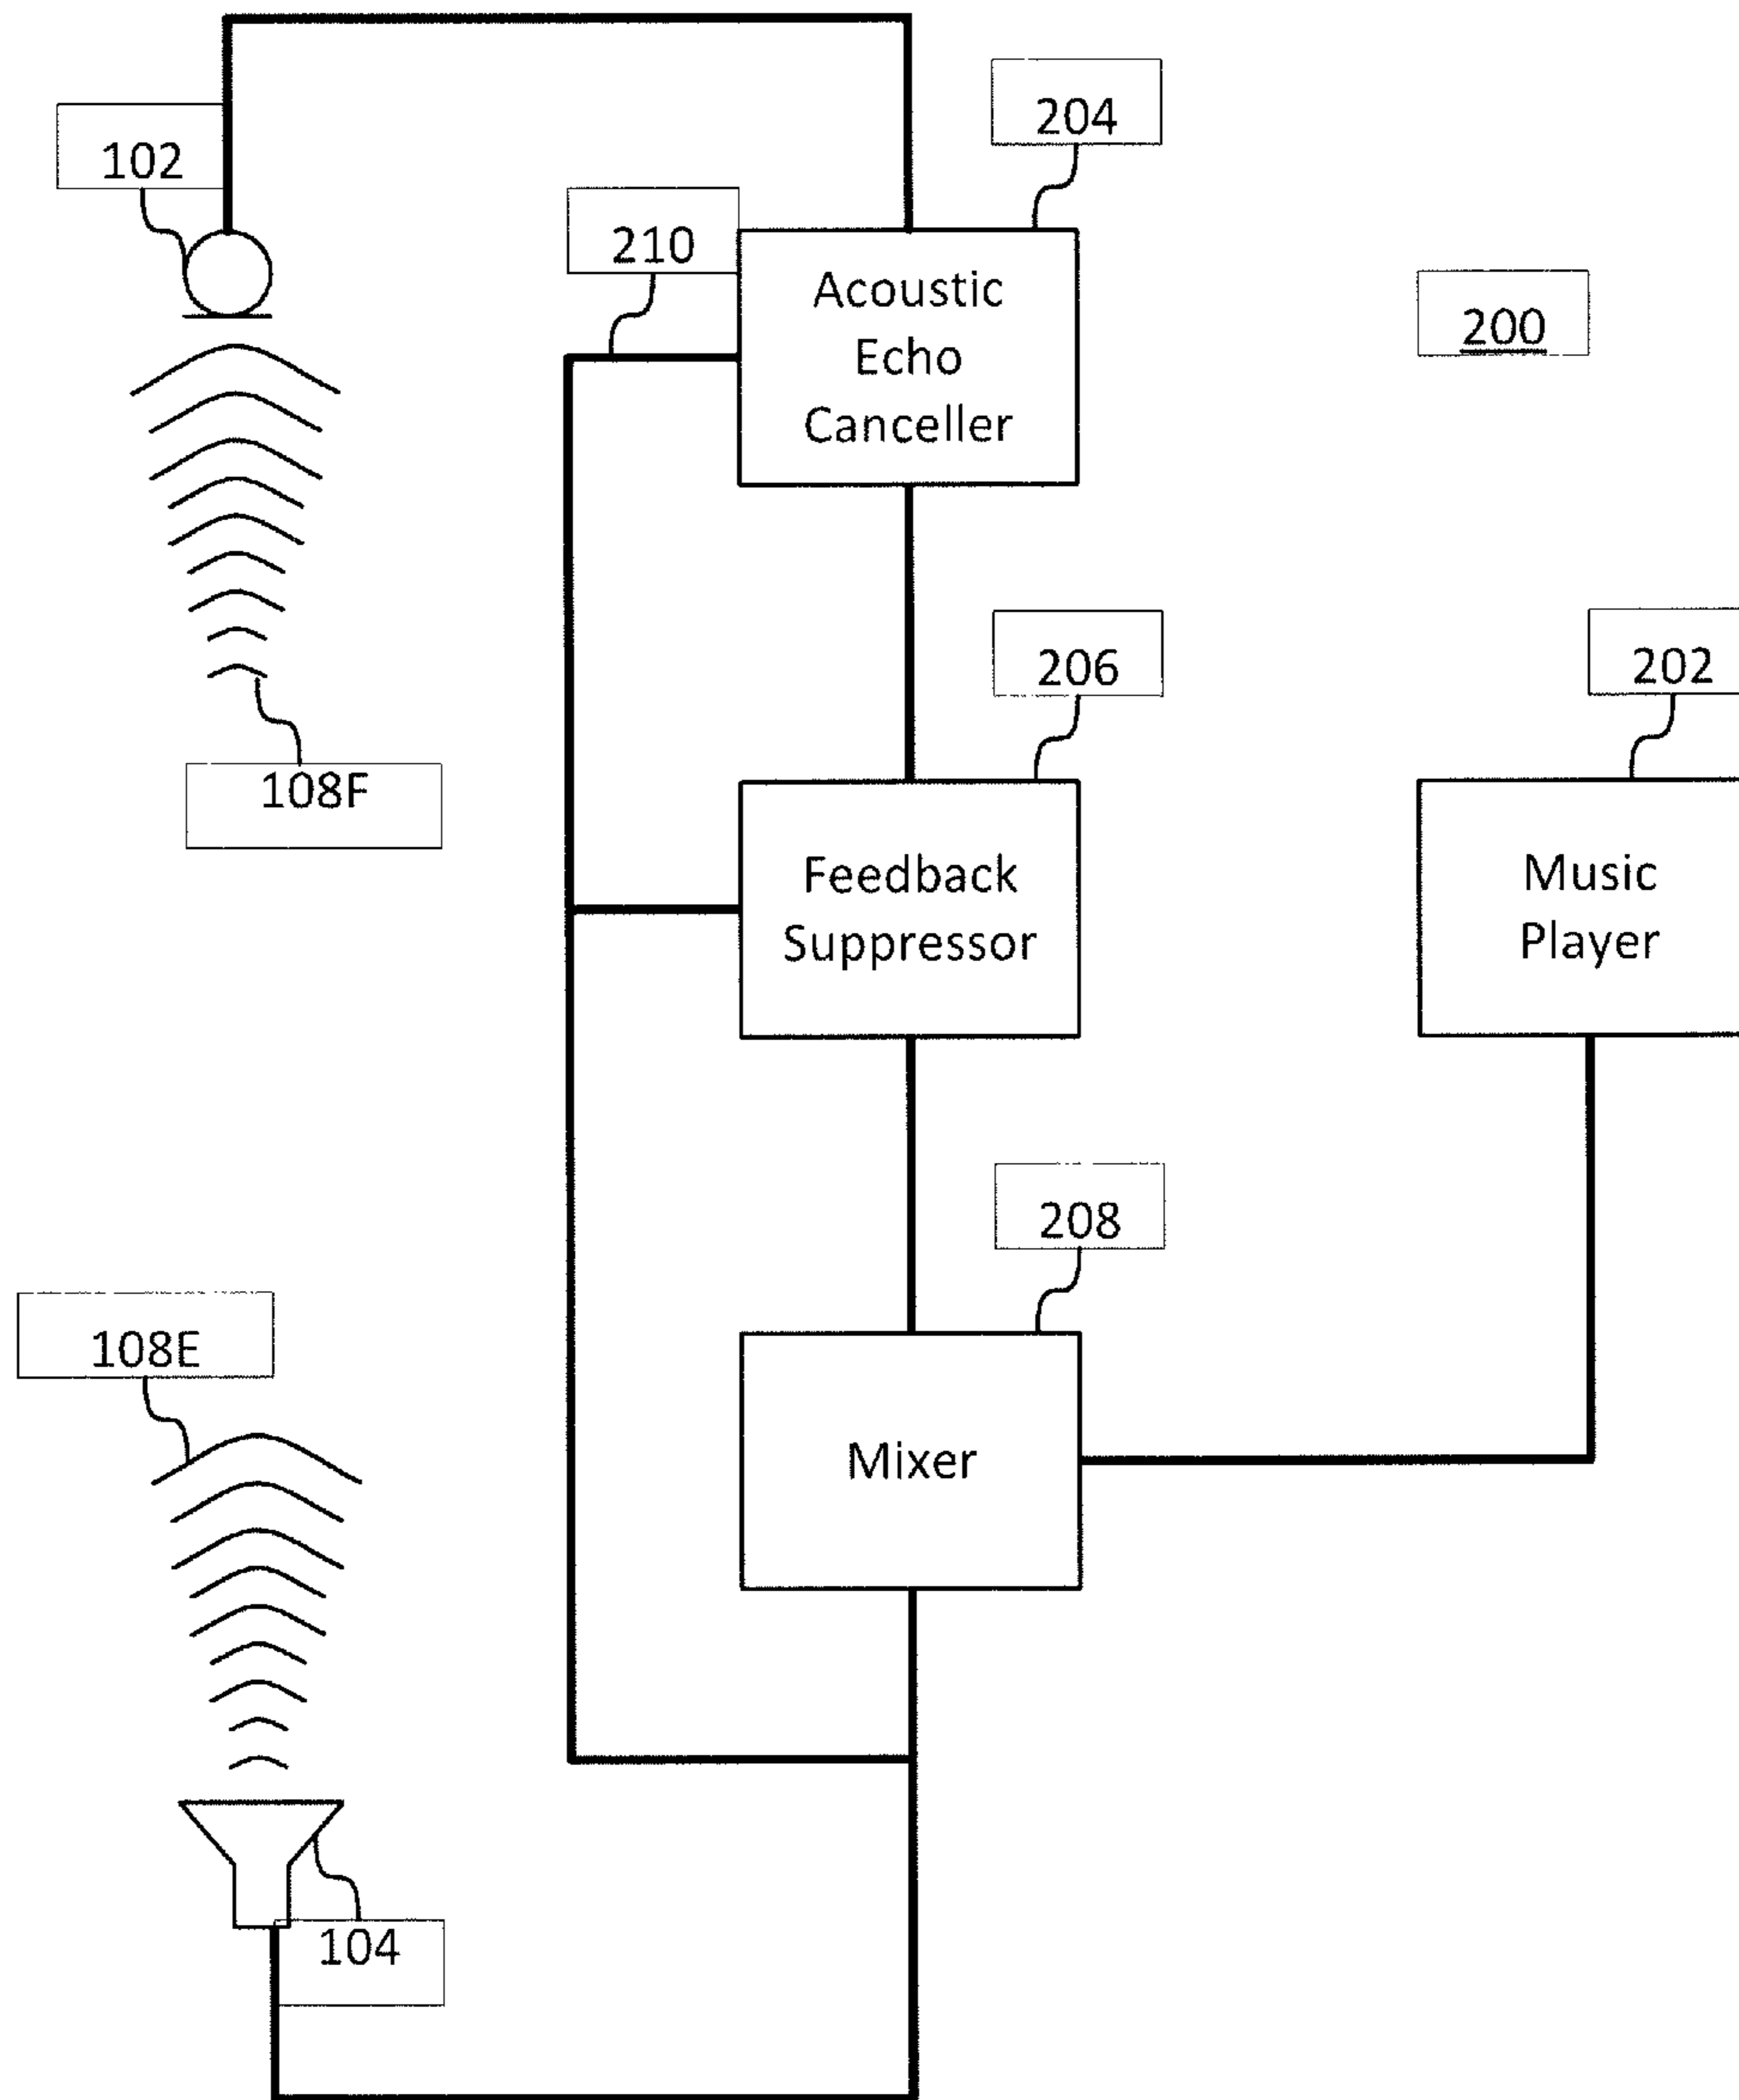 204
102
210
Acoustic
Echo
Canceller
200
206
202
108F
Feedback
Suppressor
Music
Player
208
108E
Mixer
104